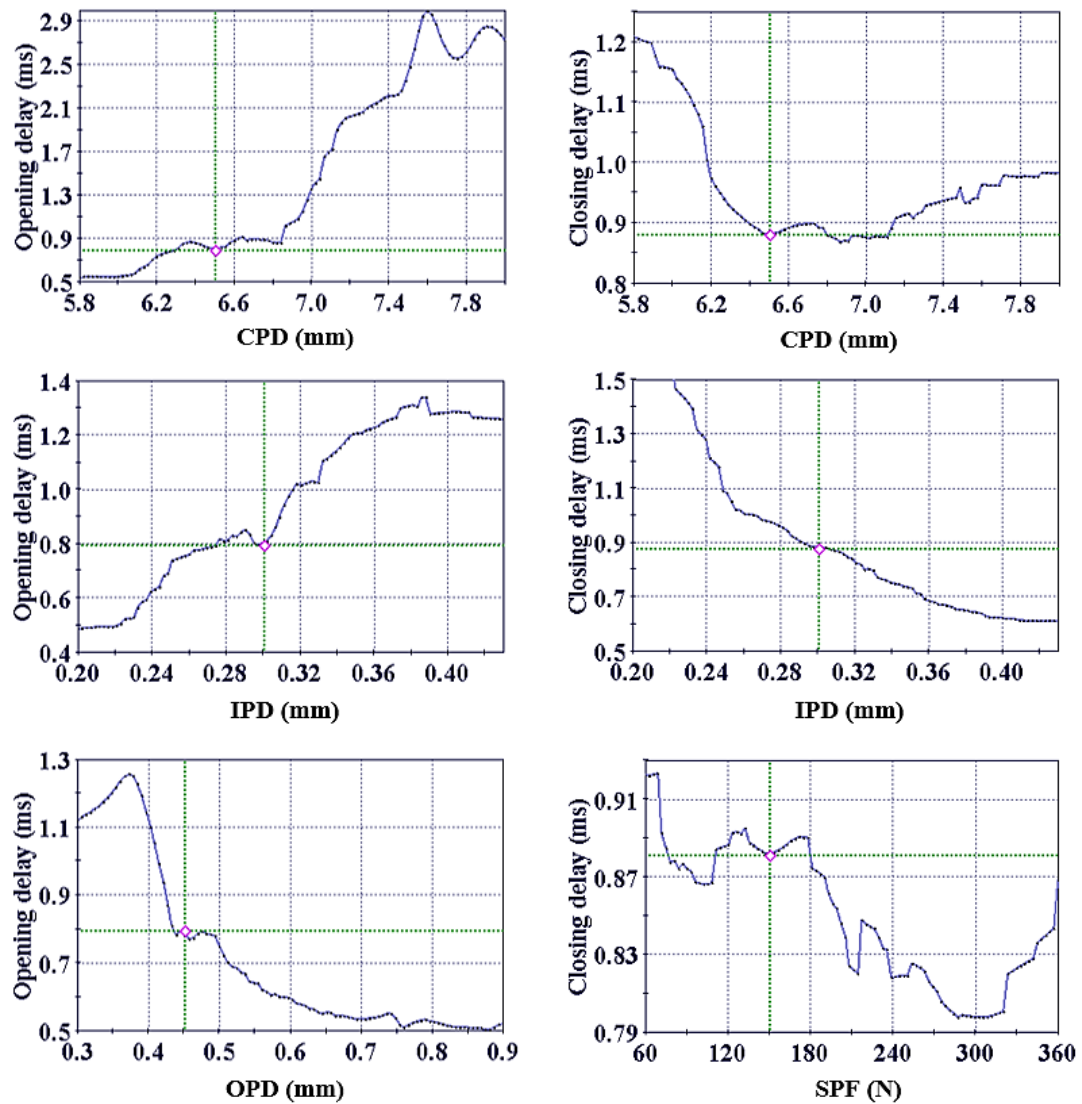 Opening delay (ms)
2.9
2.5
2.1
1.7
1.3
0.9
0.5
5.8 6.2 6.6 7.0 7.4 7.8
CPD (mm)
Closing delay (ms)
1.2
1.1
1.0
0.9
0.8
5.8 6.2 6.6 7.0 7.4 7.8
CPD (mm)
Opening delay (ms)
1.4
1.2
1.0
0.8
0.6
0.4
0.20 0.24 0.28 0.32 0.36 0.40
IPD (mm)
Closing delay (ms)
1.5
1.3
1.1
0.9
0.7
0.5
0.20 0.24 0.28 0.32 0.36 0.40
IPD (mm)
Opening delay (ms)
1.3
1.1
0.9
0.7
0.5
0.3 0.4 0.5 0.6 0.7 0.8 0.9
OPD (mm)
Closing delay (ms)
0.91
0.87
0.83
0.79
60 120 180 240 300 360
SPF (N)